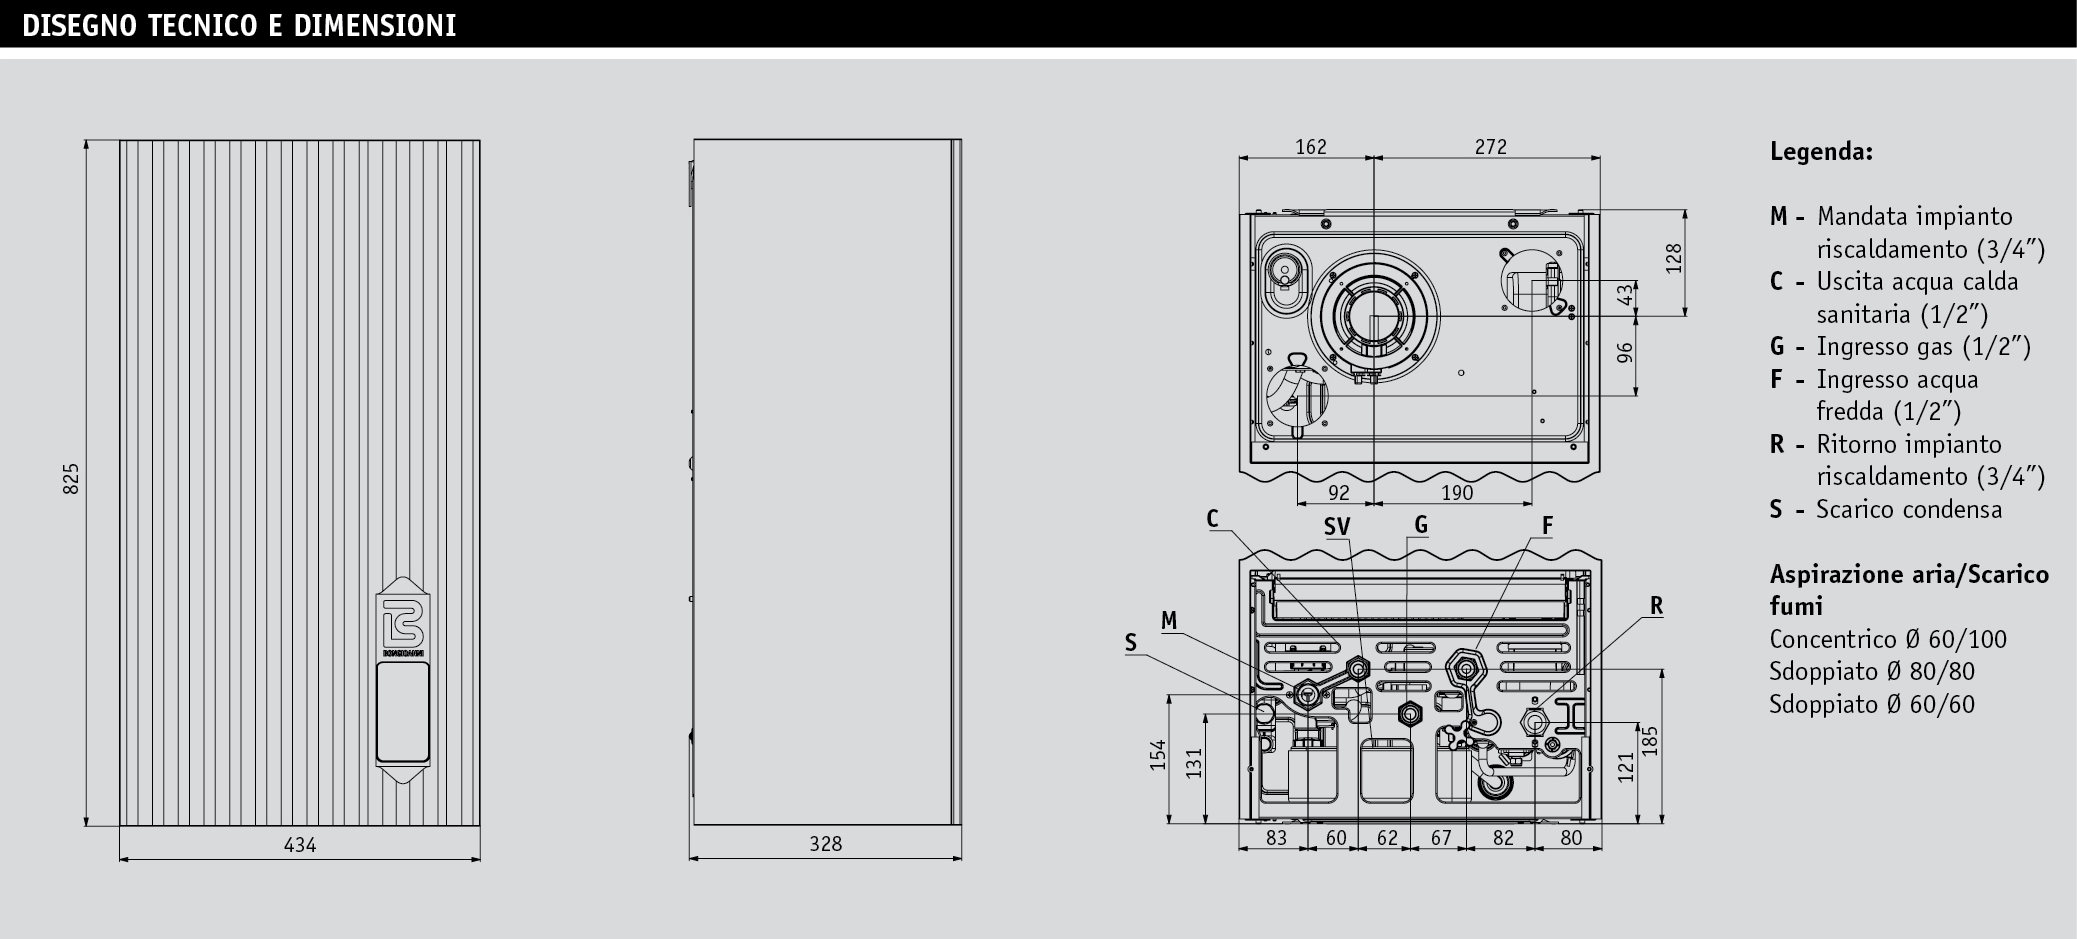 DISEGNO TECNICO E DIMENSIONI
825
434
BONGIOANNI
328
162
272
128
43
96
92
190
C
SV
G
F
R
M
S
154
131
121
185
83
60
62
67
82
80
Legenda:
M - Mandata impianto
riscaldamento (3/4”)
C - Uscita acqua calda
sanitaria (1/2”)
G - Ingresso gas (1/2”)
F - Ingresso acqua
fredda (1/2”)
R - Ritorno impianto
riscaldamento (3/4”)
S - Scarico condensa
Aspirazione aria/Scarico
fumi
Concentrico Ø 60/100
Sdoppiato Ø 80/80
Sdoppiato Ø 60/60